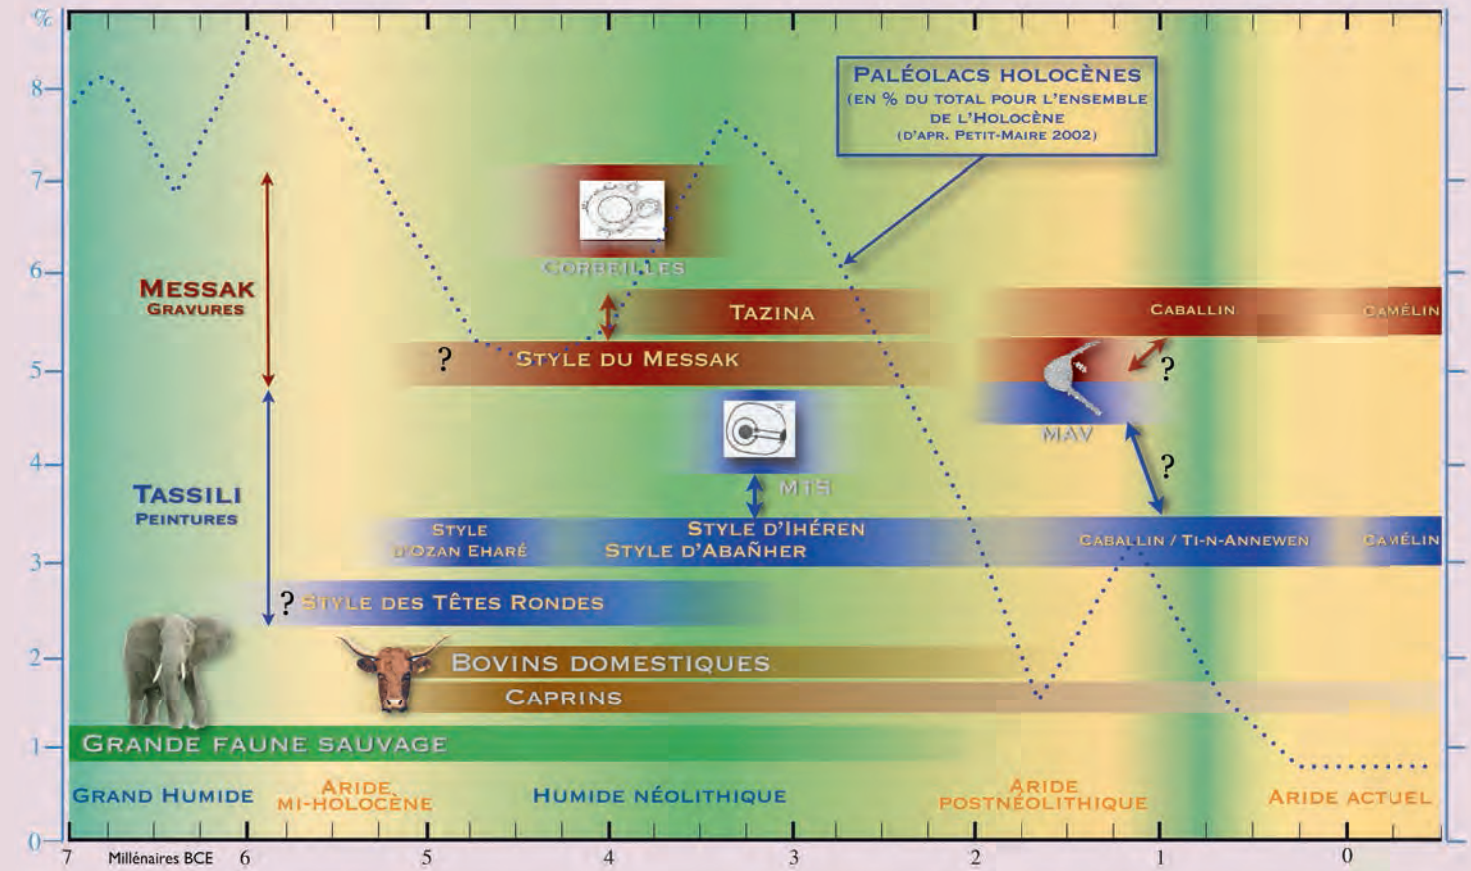 %
8
7
6
5
4
3
2
1
0
PALÉOLACS HOLOCÈNES
(EN % DU TOTAL POUR L'ENSEMBLE
DE L'HOLOCÈNE
(D'APR. PETIT-MAIRE 2002)
CORBEILLES
MESSAK
GRAVURES
TAZINA
CABALLIN
CAMÉLIN
?
STYLE DU MESSAK
?
MAV
?
TASSILI
PEINTURES
MTS
STYLE
D'OZAN EHARÉ
STYLE D'IHÉREN
STYLE D'ABAÑHER
CABALLIN / TI-N-ANNEWEN
CAMÉLIN
?
STYLE DES TÊTES RONDES
BOVINS DOMESTIQUES
CAPRINS
GRANDE FAUNE SAUVAGE
GRAND HUMIDE
ARIDE
MI-HOLOCÈNE
HUMIDE NÉOLITHIQUE
ARIDE
POSTNÉOLITHIQUE
ARIDE ACTUEL
7 Millénaires BCE 6 5 4 3 2 1 0